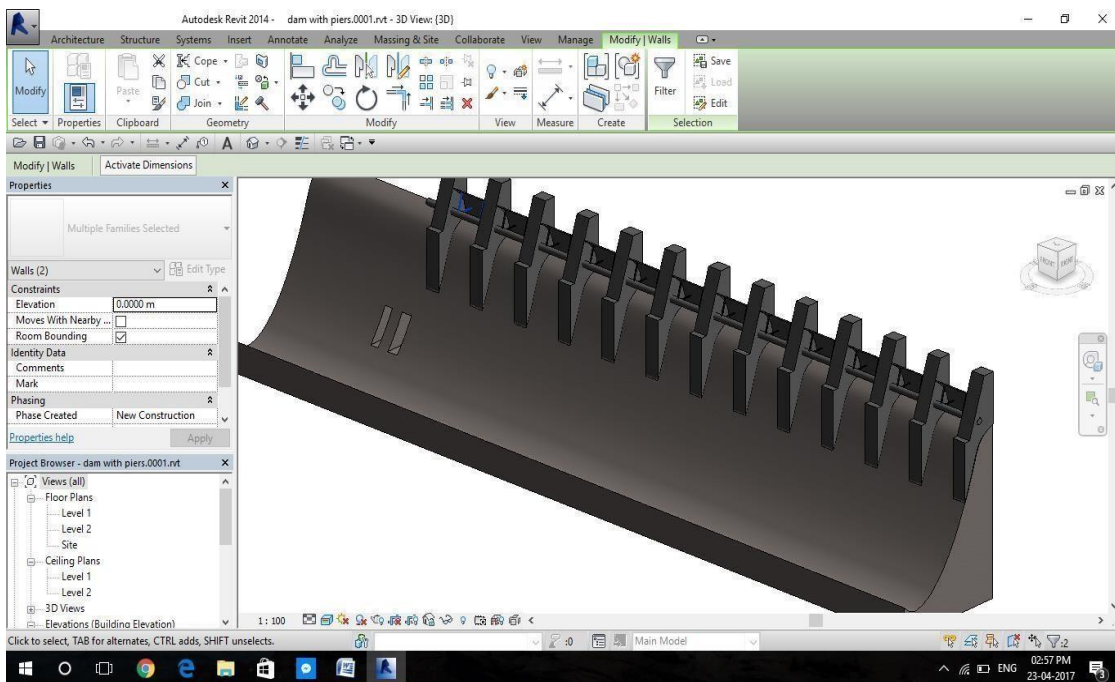 Autodesk Revit 2014 - dam with piers.0001.rvt - 3D View: {3D}
Architecture Structure Systems Insert Annotate Analyze Massing & Site Collaborate View Manage Modify | Walls
Modify
Paste
Cope
Cut
Join
Filter
Save
Load
Edit
Select Properties Clipboard Geometry Modify View Measure Create Selection
Modify | Walls Activate Dimensions
Properties
Multiple Families Selected
Walls (2) Edit Type
Constraints
Elevation 0.0000 m
Moves With Nearby ...
Room Bounding
Identity Data
Comments
Mark
Phasing
Phase Created New Construction
Properties help Apply
Project Browser - dam with piers.0001.rvt
Views (all)
Floor Plans
Level 1
Level 2
Site
Ceiling Plans
Level 1
Level 2
3D Views
Elevations (Building Elevation)
FRONT
1 : 100
Click to select, TAB for alternates, CTRL adds, SHIFT unselects.
:0 Main Model :2
ENG 02:57 PM
23-04-2017
3